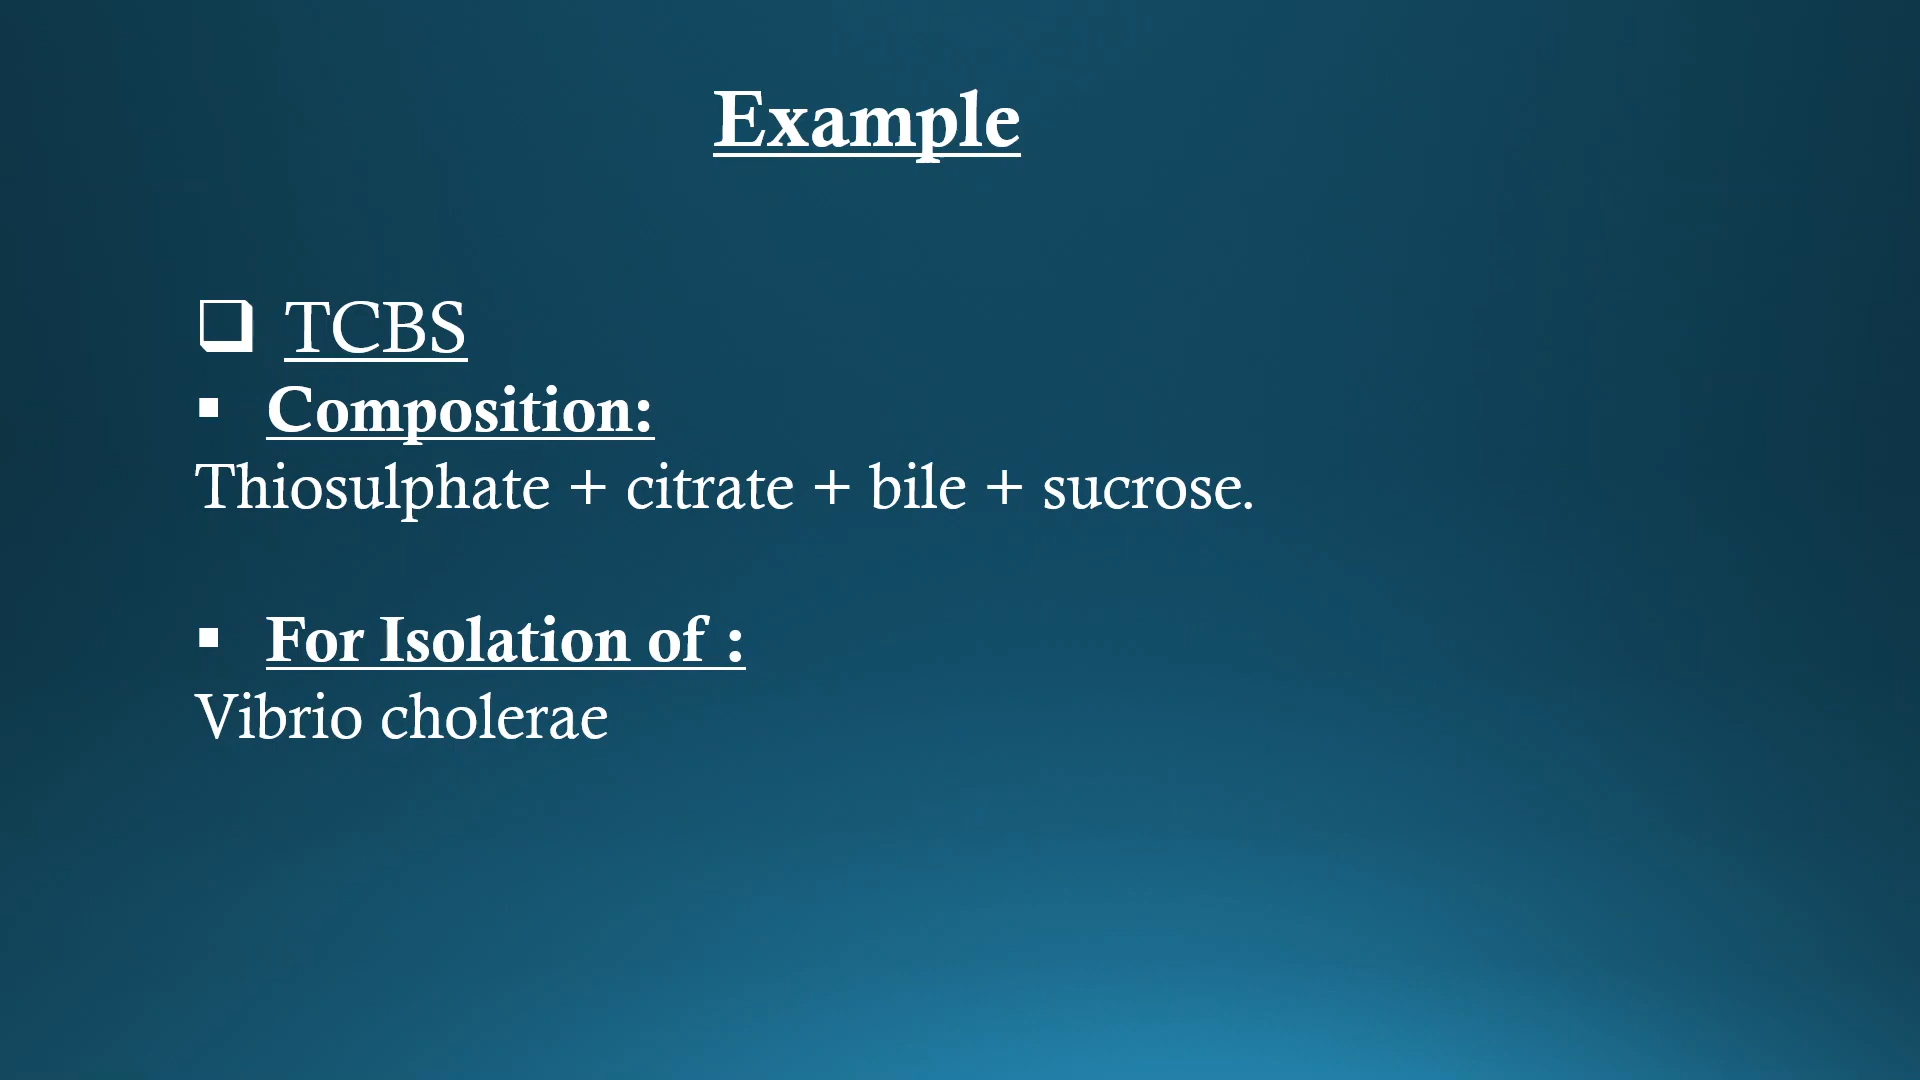 Example
❑ TCBS
▪ Composition:
Thiosulphate + citrate + bile + sucrose.
▪ For Isolation of :
Vibrio cholerae